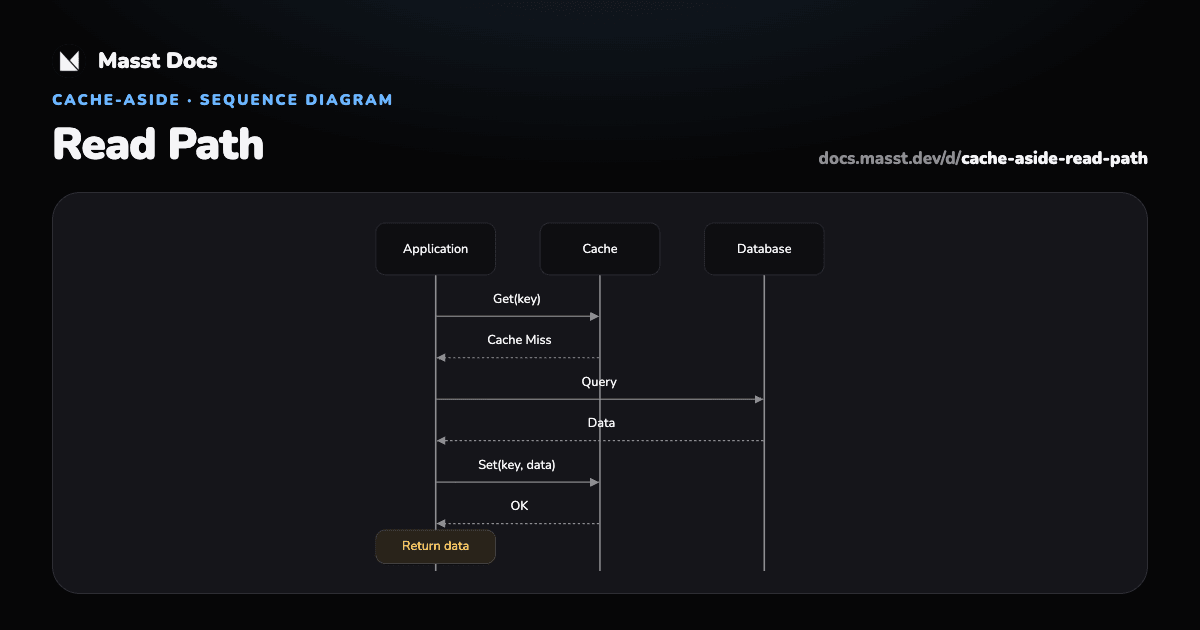 Masst Docs
CACHE-ASIDE · SEQUENCE DIAGRAM
Read Path
docs.masst.dev/d/cache-aside-read-path
Application
Cache
Database
Get(key)
Cache Miss
Query
Data
Set(key, data)
OK
Return data